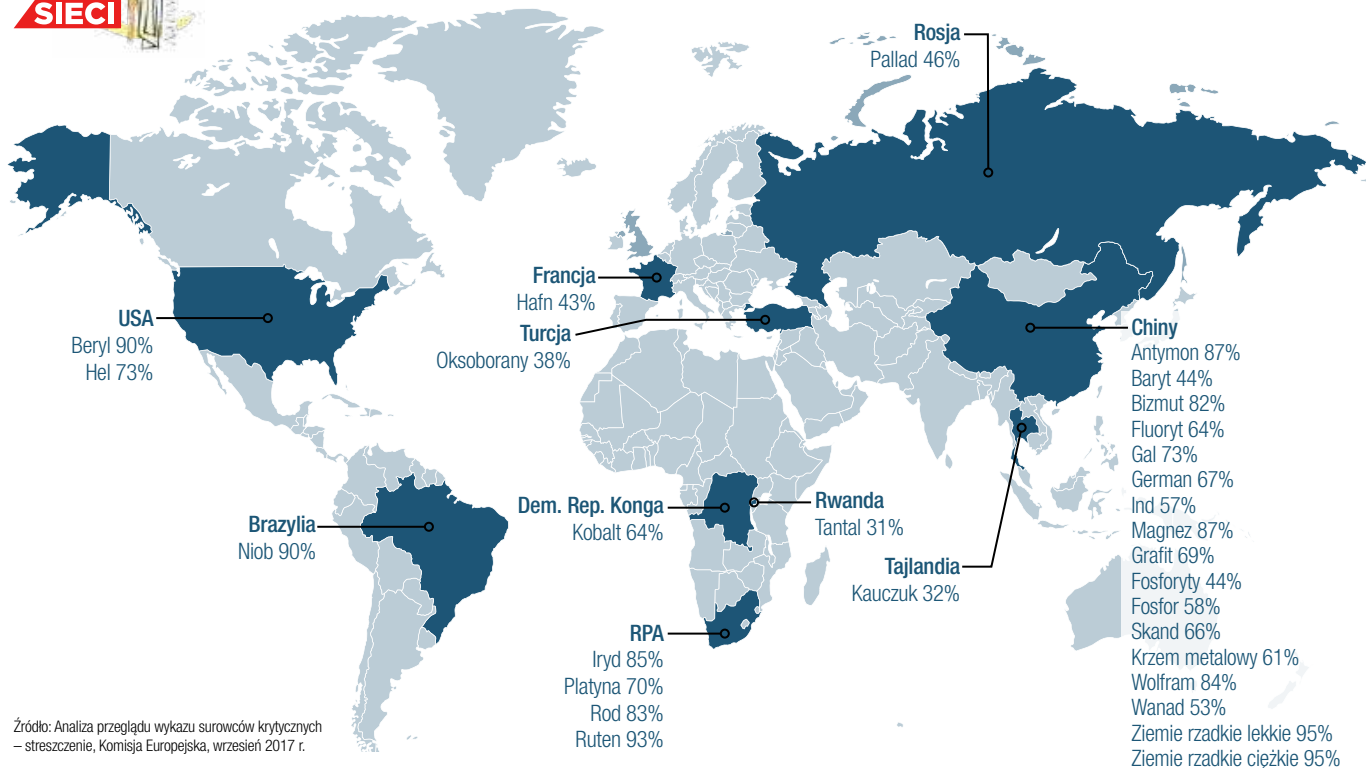 SIECI
Rosja
Pallad 46%
Francja
Hafn 43%
Turcja
Oksoborany 38%
USA
Beryl 90%
Hel 73%
Chiny
Antymon 87%
Baryt 44%
Bizmut 82%
Fluoryt 64%
Gal 73%
German 67%
Ind 57%
Magnez 87%
Grafit 69%
Fosforyty 44%
Fosfor 58%
Skand 66%
Krzem metalowy 61%
Wolfram 84%
Wanad 53%
Ziemie rzadkie lekkie 95%
Ziemie rzadkie ciężkie 95%
Brazylia
Niob 90%
Dem. Rep. Konga
Kobalt 64%
Rwanda
Tantal 31%
Tajlandia
Kauczuk 32%
RPA
Iryd 85%
Platyna 70%
Rod 83%
Ruten 93%
Źródło: Analiza przeglądu wykazu surowców krytycznych
– streszczenie, Komisja Europejska, wrzesień 2017 r.